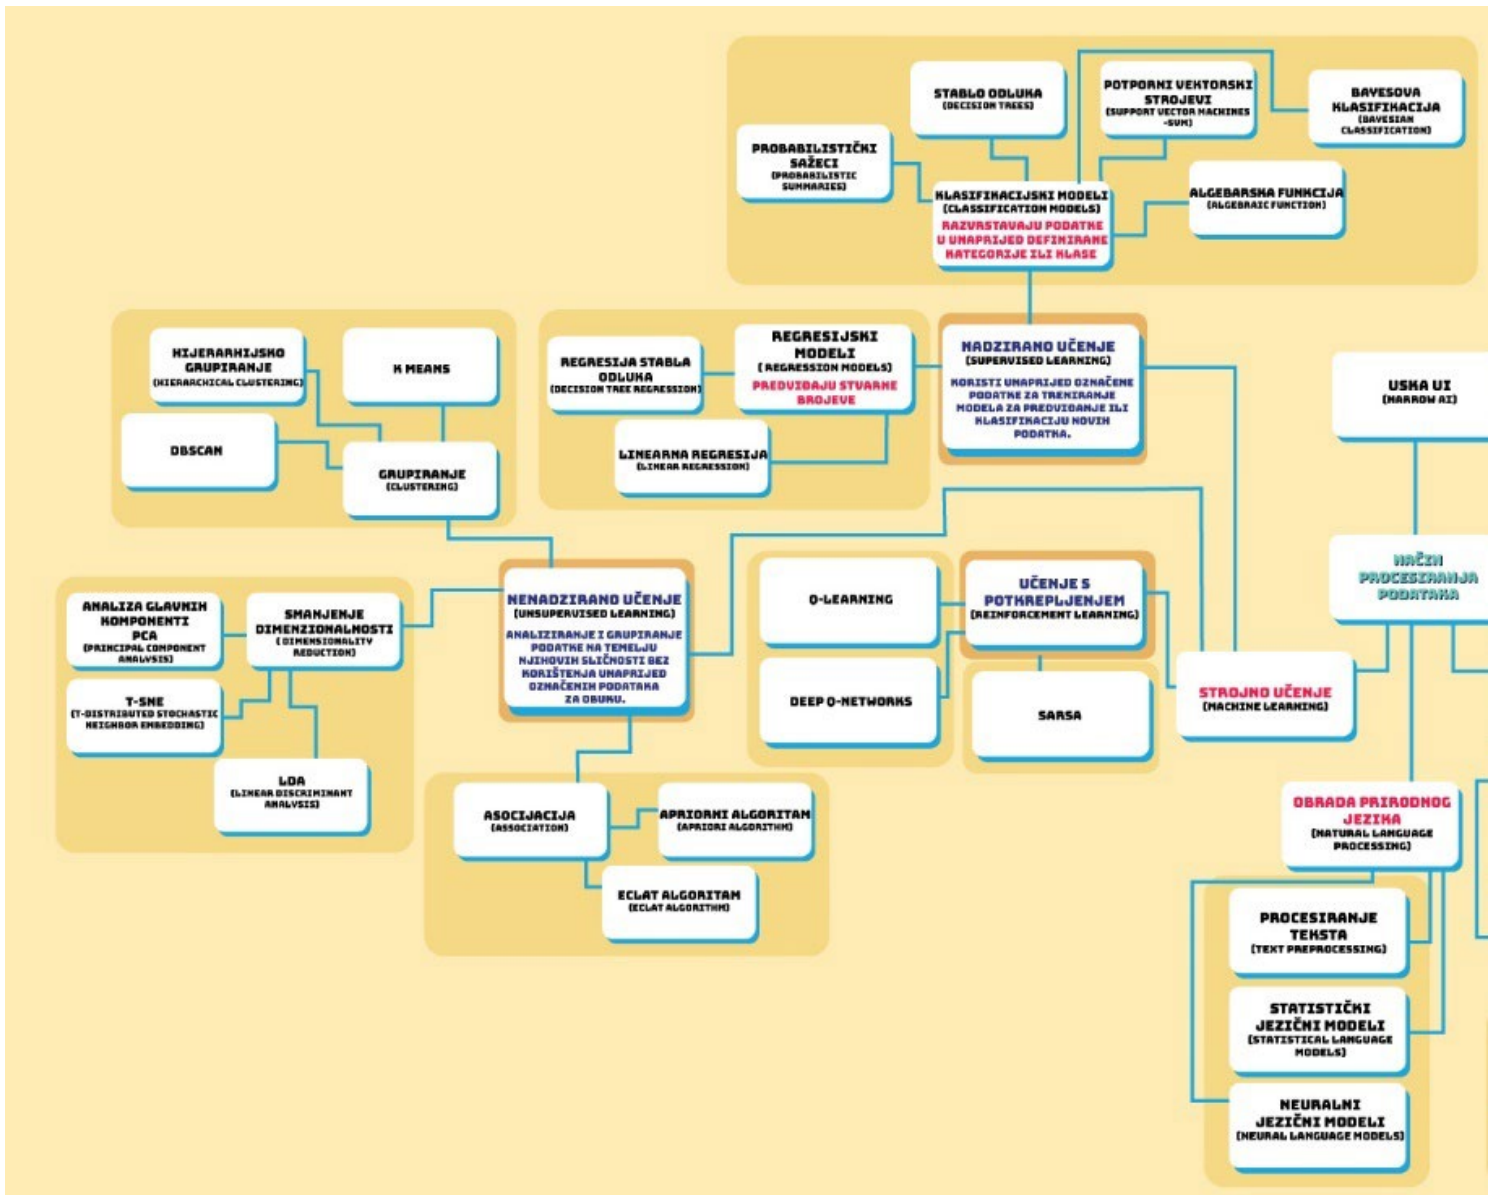 STABLO ODLUKA
(DECISION TREES)
POTPORNI VEKTORSKI
STROJEVI
(SUPPORT VECTOR MACHINES
-SVM)
BAYESOVA
KLASIFIKACIJA
(BAYESIAN
CLASSIFICATION)
PROBABILISTIČKI
SAŽECI
(PROBABILISTIC
SUMMARIES)
KLASIFIKACIJSKI MODELI
(CLASSIFICATION MODELS)
RAZVRSTAVAJU PODATKE
U UNAPRIJED DEFINIRANE
KATEGORIJE ILI KLASE
ALGEBARSKA FUNKCIJA
(ALGEBRAIC FUNCTION)
HIJERARHIJSKO
GRUPIRANJE
(HIERARCHICAL CLUSTERING)
K MEANS
DBSCAN
GRUPIRANJE
(CLUSTERING)
REGRESIJA STABLA
ODLUKA
(DECISION TREE REGRESSION)
REGRESIJSKI
MODELI
( REGRESSION MODELS)
PREDVIĐAJU STVARNE
BROJEVE
LINEARNA REGRESIJA
(LINEAR REGRESSION)
NADZIRANO UČENJE
(SUPERVISED LEARNING)
KORISTI UNAPRIJED OZNAČENE
PODATKE ZA TRENIRANJE
MODELA ZA PREDVIĐANJE ILI
KLASIFIKACIJU NOVIH
PODATKA.
USKA UI
(NARROW AI)
NAČIN
PROCESIRANJA
PODATAKA
ANALIZA GLAVNIH
KOMPONENTI
PCA
(PRINCIPAL COMPONENT
ANALYSIS)
SMANJENJE
DIMENZIONALNOSTI
( DIMENSIONALITY
REDUCTION)
T-SNE
(T-DISTRIBUTED STOCHASTIC
NEIGHBOR EMBEDDING)
LDA
(LINEAR DISCRIMINANT
ANALYSIS)
NENADZIRANO UČENJE
(UNSUPERVISED LEARNING)
ANALIZIRANJE I GRUPIRANJE
PODATKE NA TEMELJU
NJIHOVIH SLIČNOSTI BEZ
KORIŠTENJA UNAPRIJED
OZNAČENIH PODATAKA
ZA OBUKU.
Q-LEARNING
UČENJE S
POTKREPLJENJEM
(REINFORCEMENT LEARNING)
DEEP Q-NETWORKS
SARSA
STROJNO UČENJE
(MACHINE LEARNING)
ASOCIJACIJA
(ASSOCIATION)
APRIORNI ALGORITAM
(APRIORI ALGORITHM)
ECLAT ALGORITAM
(ECLAT ALGORITHM)
OBRADA PRIRODNOG
JEZIKA
(NATURAL LANGUAGE
PROCESSING)
PROCESIRANJE
TEKSTA
(TEXT PREPROCESSING)
STATISTIČKI
JEZIČNI MODELI
(STATISTICAL LANGUAGE
MODELS)
NEURALNI
JEZIČNI MODELI
(NEURAL LANGUAGE MODELS)